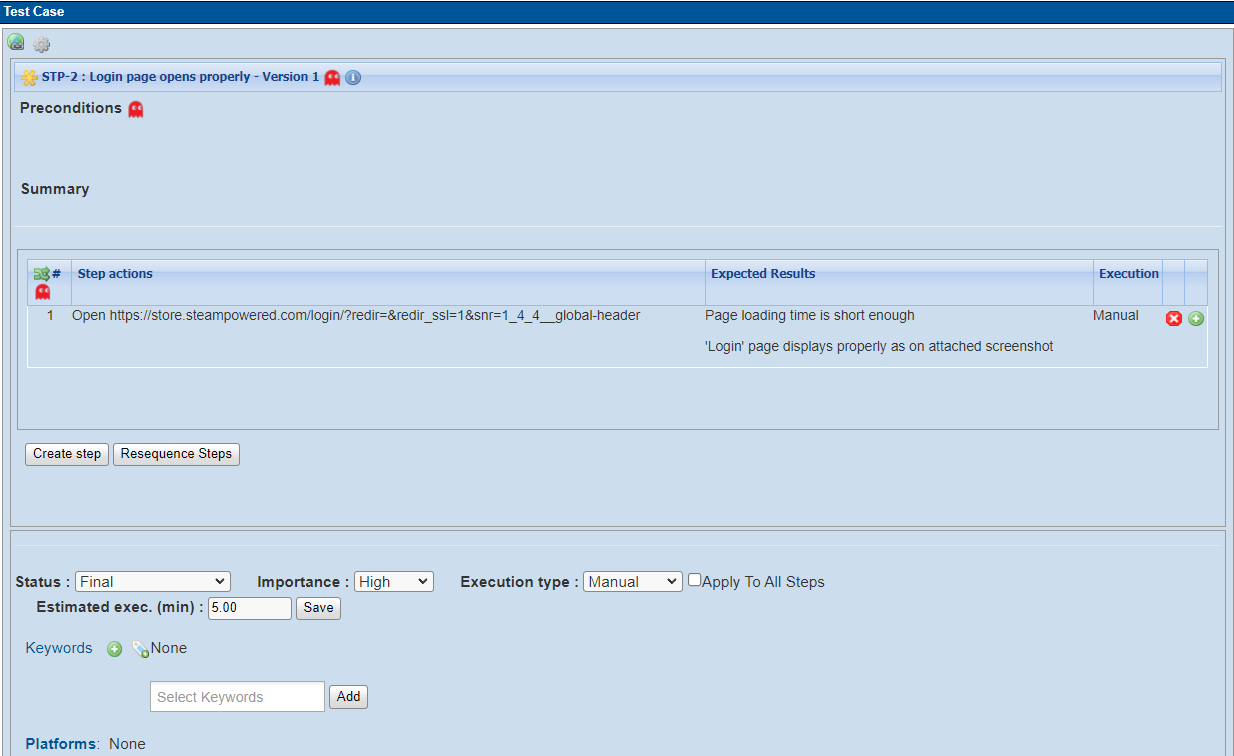 Test Case
STP-2 : Login page opens properly - Version 1
Preconditions
Summary
# Step actions Expected Results Execution
1 Open https://store.steampowered.com/login/?redir=&redir_ssl=1&snr=1_4_4__global-header Page loading time is short enough Manual
'Login' page displays properly as on attached screenshot
Create step Resequence Steps
Status : Final Importance : High Execution type : Manual Apply To All Steps
Estimated exec. (min) : 5.00 Save
Keywords None
Select Keywords Add
Platforms: None